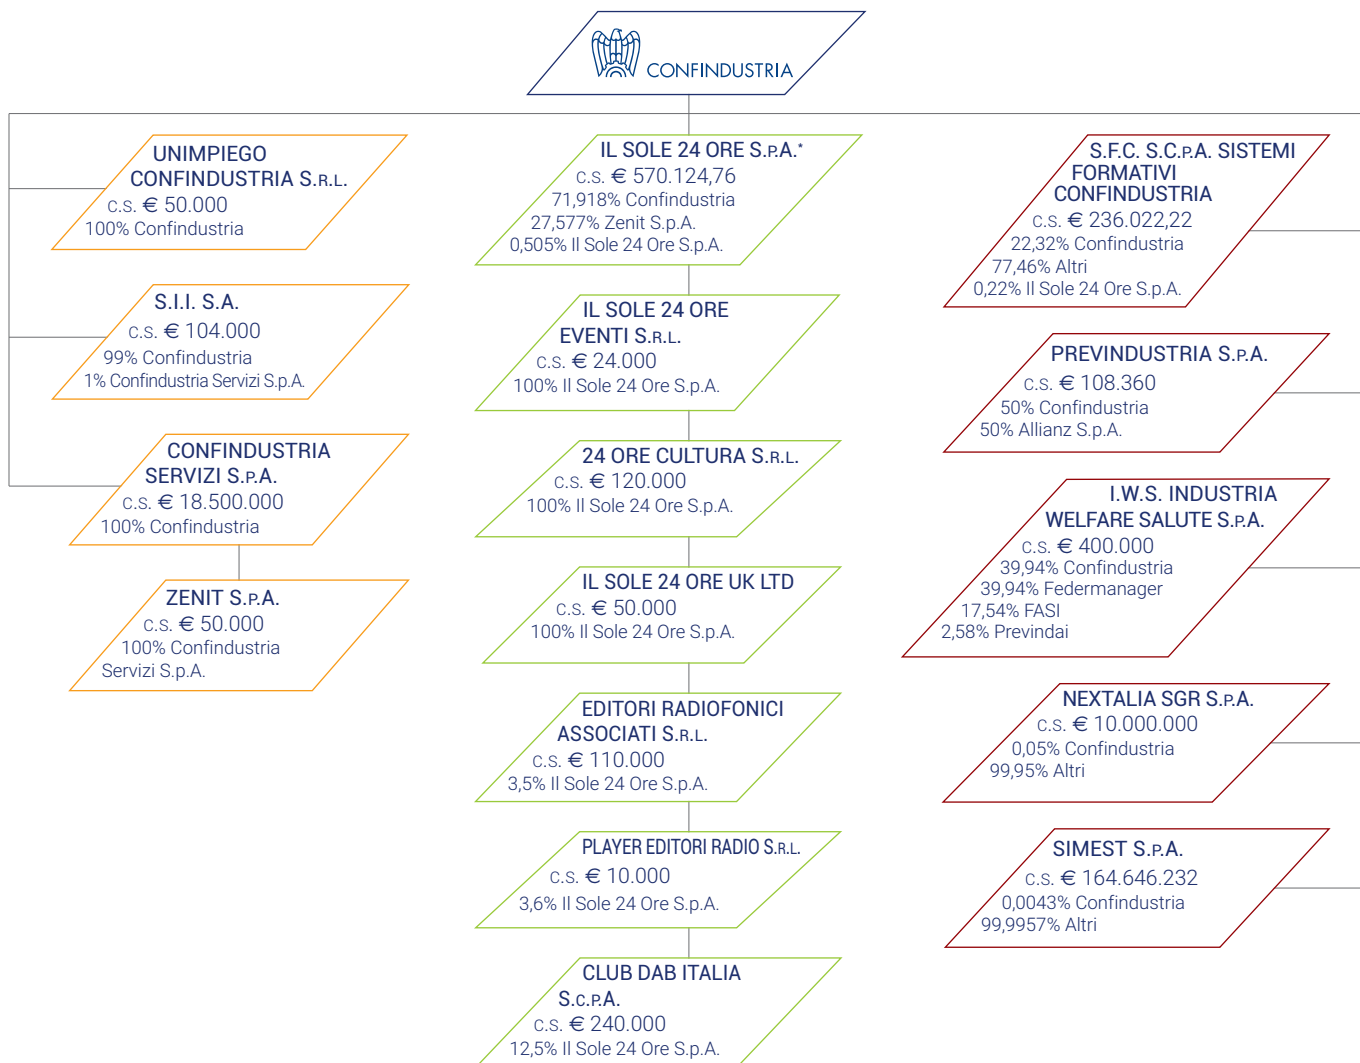 CONFINDUSTRIA
UNIMPIEGO
CONFINDUSTRIA S.R.L.
C.S. € 50.000
100% Confindustria
S.I.I. S.A.
C.S. € 104.000
99% Confindustria
1% Confindustria Servizi S.p.A.
CONFINDUSTRIA
SERVIZI S.P.A.
C.S. € 18.500.000
100% Confindustria
ZENIT S.P.A.
C.S. € 50.000
100% Confindustria
Servizi S.p.A.
IL SOLE 24 ORE S.P.A.*
C.S. € 570.124,76
71,918% Confindustria
27,577% Zenit S.p.A.
0,505% Il Sole 24 Ore S.p.A.
IL SOLE 24 ORE
EVENTI S.R.L.
C.S. € 24.000
100% Il Sole 24 Ore S.p.A.
24 ORE CULTURA S.R.L.
C.S. € 120.000
100% Il Sole 24 Ore S.p.A.
IL SOLE 24 ORE UK LTD
C.S. € 50.000
100% Il Sole 24 Ore S.p.A.
EDITORI RADIOFONICI
ASSOCIATI S.R.L.
C.S. € 110.000
3,5% Il Sole 24 Ore S.p.A.
PLAYER EDITORI RADIO S.R.L.
C.S. € 10.000
3,6% Il Sole 24 Ore S.p.A.
CLUB DAB ITALIA
S.C.P.A.
C.S. € 240.000
12,5% Il Sole 24 Ore S.p.A.
S.F.C. S.C.P.A. SISTEMI
FORMATIVI
CONFINDUSTRIA
C.S. € 236.022,22
22,32% Confindustria
77,46% Altri
0,22% Il Sole 24 Ore S.p.A.
PREVINDUSTRIA S.P.A.
C.S. € 108.360
50% Confindustria
50% Allianz S.p.A.
I.W.S. INDUSTRIA
WELFARE SALUTE S.P.A.
C.S. € 400.000
39,94% Confindustria
39,94% Federmanager
17,54% FASI
2,58% Previndai
NEXTALIA SGR S.P.A.
C.S. € 10.000.000
0,05% Confindustria
99,95% Altri
SIMEST S.P.A.
C.S. € 164.646.232
0,0043% Confindustria
99,9957% Altri